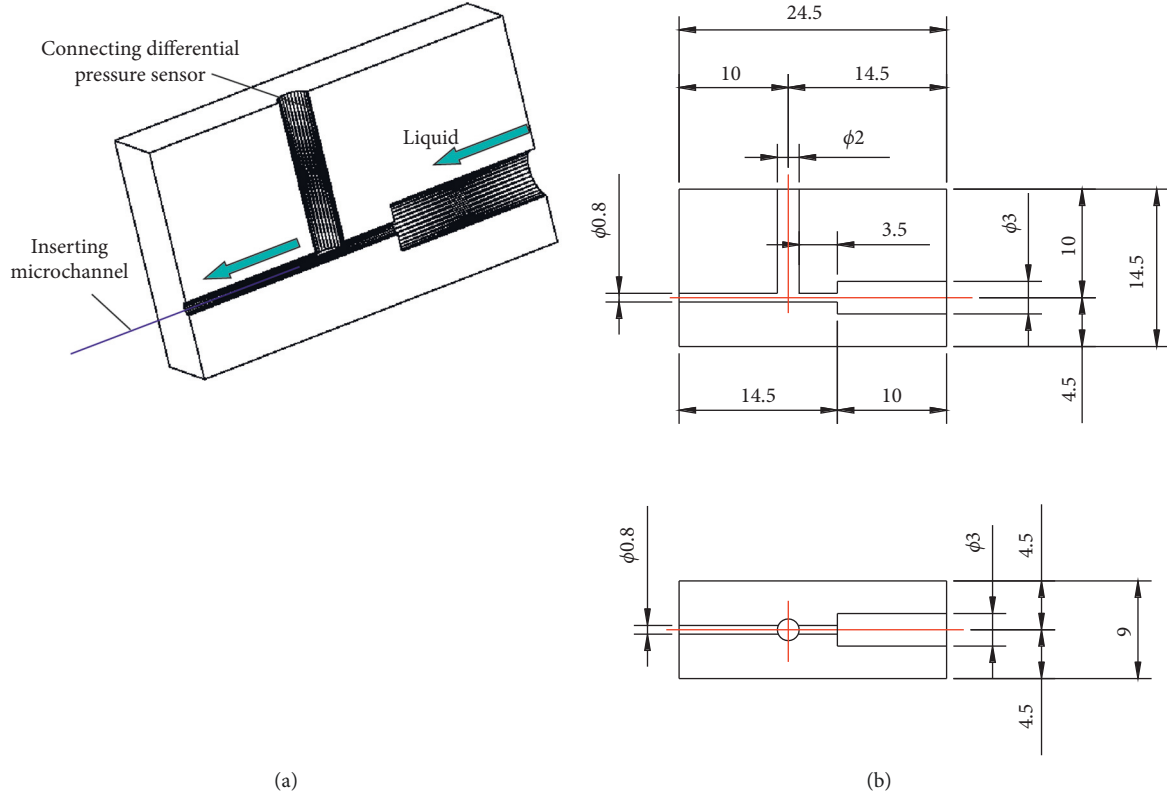 Connecting differential
pressure sensor
Liquid
Inserting
microchannel
24.5
10
14.5
ϕ2
ϕ0.8
3.5
ϕ3
10
14.5
4.5
14.5
10
ϕ0.8
ϕ3
4.5
9
4.5
(a)
(b)